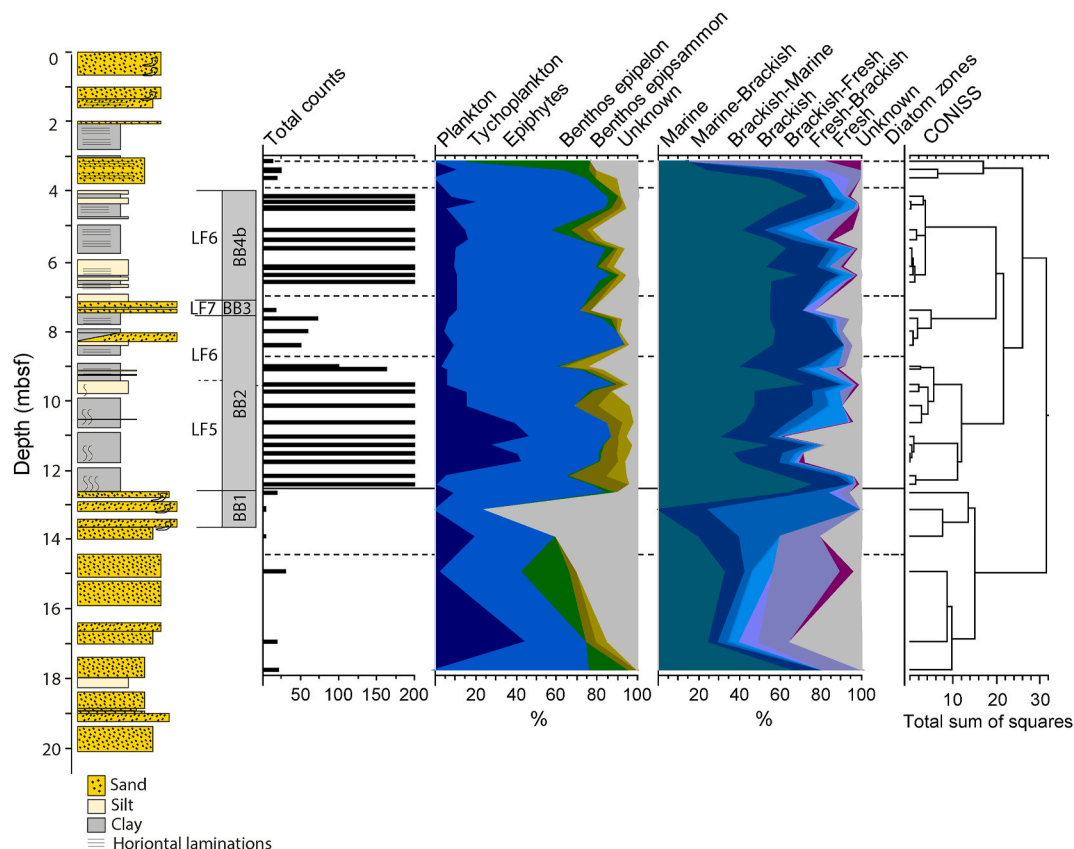 Total counts
Plankton
Tychoplankton
Epiphytes
Benthos epipelon
Benthos epipsammon
Unknown
Marine
Marine-Brackish
Brackish-Marine
Brackish
Brackish-Fresh
Fresh-Brackish
Fresh
Unknown
Diatom zones
CONISS
Depth (mbsf)
0
2
4
6
8
10
12
14
16
18
20
LF6
LF7
LF6
LF5
BB4b
BB3
BB2
BB1
50 100 150 200
20 40 60 80 100
%
20 40 60 80 100
%
10 20 30
Total sum of squares
Sand
Silt
Clay
Horiontal laminations